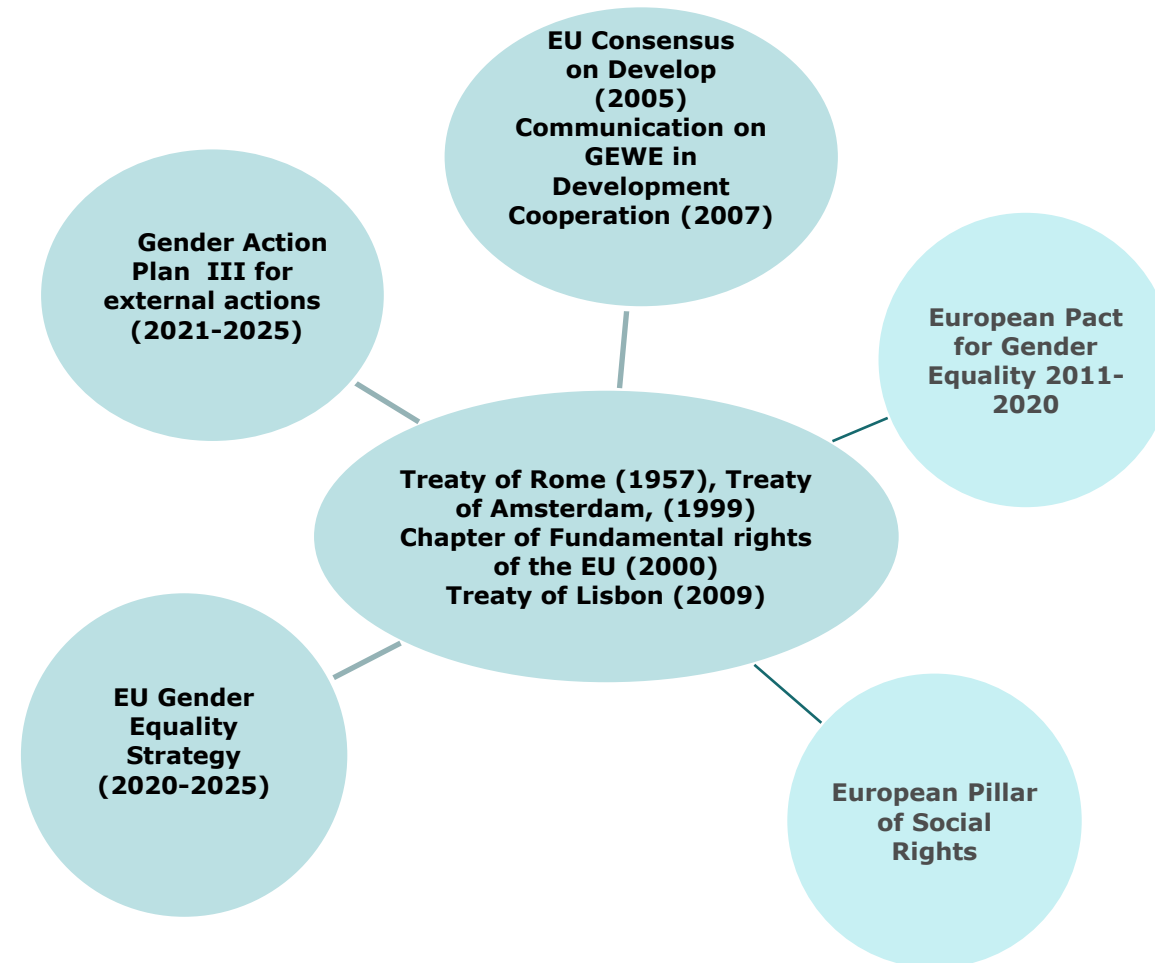 EU Consensus
on Develop
(2005)
Communication on
GEWE in
Development
Cooperation (2007)
Gender Action
Plan III for
external actions
(2021-2025)
European Pact
for Gender
Equality 2011-
2020
Treaty of Rome (1957), Treaty
of Amsterdam, (1999)
Chapter of Fundamental rights
of the EU (2000)
Treaty of Lisbon (2009)
EU Gender
Equality
Strategy
(2020-2025)
European Pillar
of Social
Rights